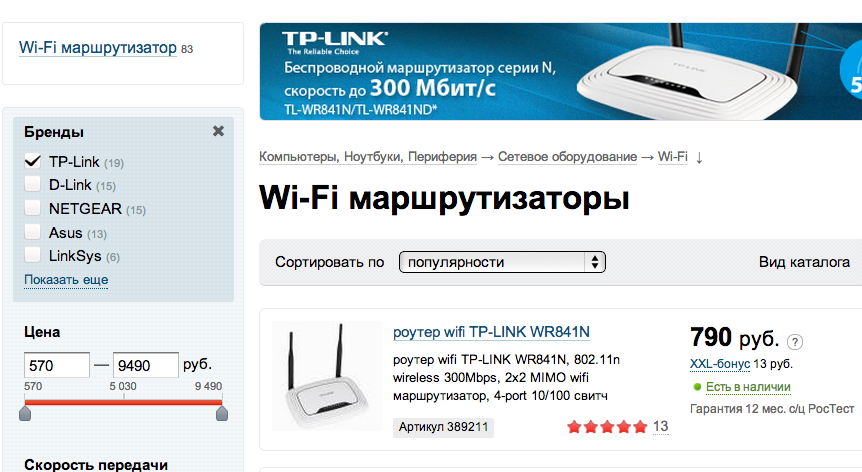 Wi-Fi маршрутизатор 83
Бренды
TP-Link (19)
D-Link (15)
NETGEAR (15)
Asus (13)
LinkSys (6)
Показать еще
Цена
570 — 9490 руб.
570 5 030 9 490
Скорость передачи
TP-LINK®
The Reliable Choice
Беспроводной маршрутизатор серии N,
скорость до 300 Мбит/с
TL-WR841N/TL-WR841ND*
5
Компьютеры, Ноутбуки, Периферия → Сетевое оборудование → Wi-Fi ↓
Wi-Fi маршрутизаторы
Сортировать по популярности Вид каталога
роутер wifi TP-LINK WR841N
роутер wifi TP-LINK WR841N, 802.11n
wireless 300Mbps, 2x2 MIMO wifi
маршрутизатор, 4-port 10/100 свитч
Артикул 389211 13
790 руб. ?
XXL-бонус 13 руб.
Есть в наличии
Гарантия 12 мес. с/ц РосТест